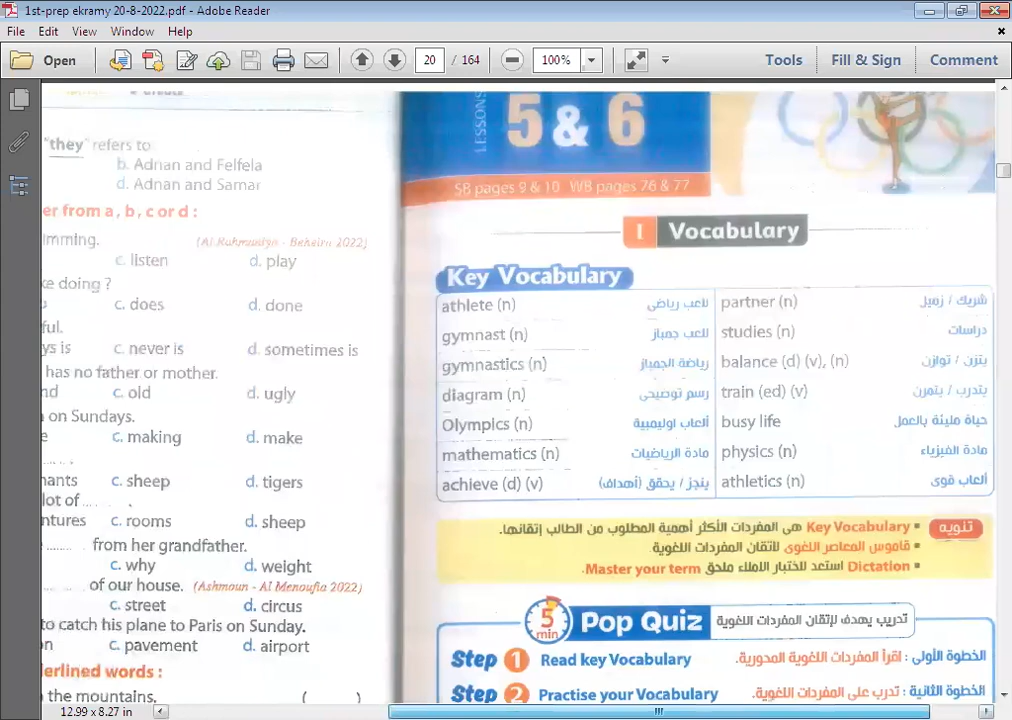 1st-prep ekramy 20-8-2022.pdf - Adobe Reader
File Edit View Window Help
Open 20 / 164 100% Tools Fill & Sign Comment
"they" refers to
b. Adnan and Felfela
d. Adnan and Samar
er from a, b, c or d :
imming. (Al Rahmaniya - Beheira 2022)
c. listen d. play
ke doing ?
c. does d. done
ful.
ys is c. never is d. sometimes is
has no father or mother.
nd c. old d. ugly
on Sundays.
e c. making d. make
nants c. sheep d. tigers
lot of ......
ntures c. rooms d. sheep
e ........ from her grandfather.
c. why d. weight
........ of our house. (Ashmoun - Al Menoufia 2022)
c. street d. circus
to catch his plane to Paris on Sunday.
on c. pavement d. airport
derlined words :
the mountains. ( )
LESSONS 5 & 6
SB pages 9 & 10 WB pages 76 & 77
I Vocabulary
Key Vocabulary
athlete (n) لاعب رياضى partner (n) شريك / زميل
gymnast (n) لاعب جمباز studies (n) دراسات
gymnastics (n) رياضة الجمباز balance (d) (v), (n) يتزن / توازن
diagram (n) رسم توضيحى train (ed) (v) يتدرب / يتمرن
Olympics (n) ألعاب اوليمبية busy life حياة مليئة بالعمل
mathematics (n) مادة الرياضيات physics (n) مادة الفيزياء
achieve (d) (v) ينجز / يحقق (أهداف) athletics (n) ألعاب قوى
تنويه
▪ Key Vocabulary هى المفردات الأكثر أهمية المطلوب من الطالب إتقانها.
▪ قاموس المعاصر اللغوى لاتقان المفردات اللغوية
▪ Dictation استعد للختبار الاملاء ملحق Master your term.
5 min Pop Quiz تدريب يهدف لإتقان المفردات اللغوية
Step 1 Read key Vocabulary الخطوة الأولى : اقرأ المفردات اللغوية المحورية.
Step 2 Practise your Vocabulary الخطوة الثانية : تدرب على المفردات اللغوية.
12.99 x 8.27 in